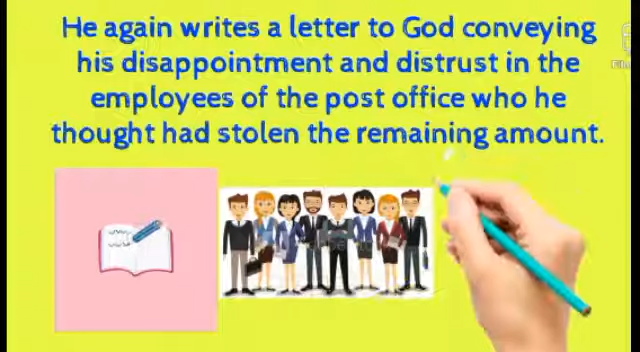 He again writes a letter to God conveying
his disappointment and distrust in the
employees of the post office who he
thought had stolen the remaining amount.